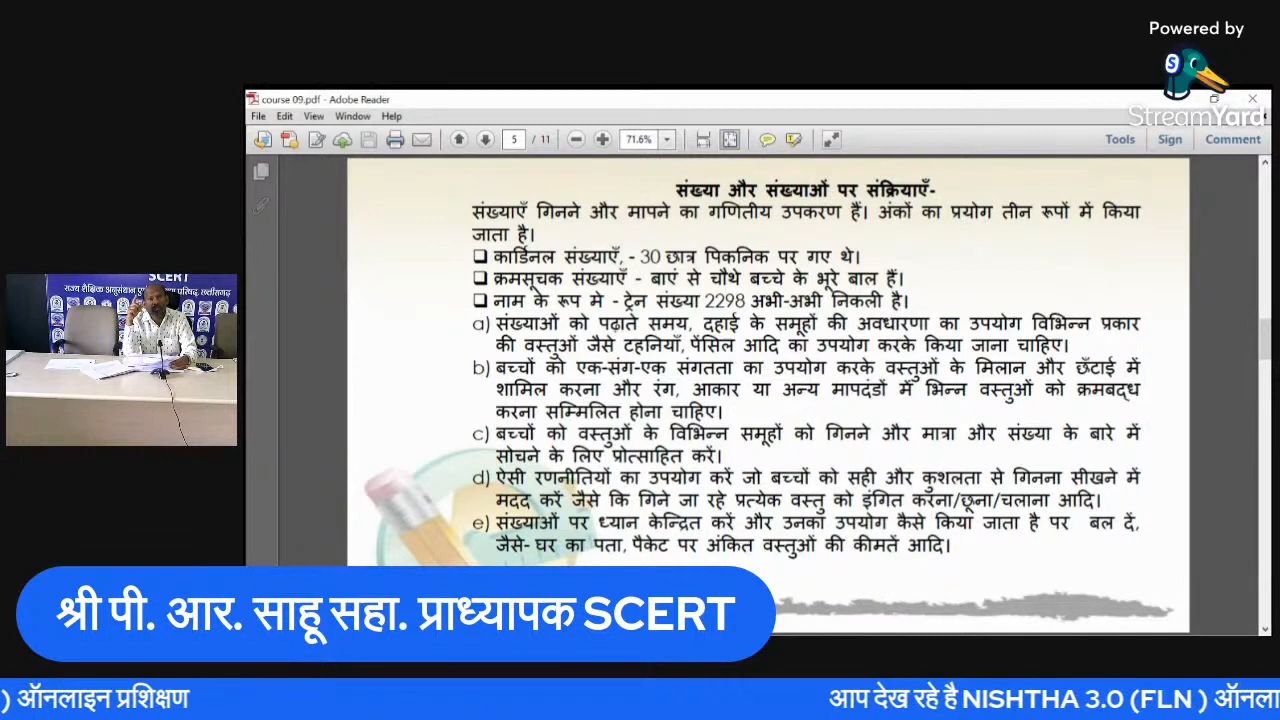 Powered by
StreamYard
course 09.pdf - Adobe Reader
File Edit View Window Help
5 / 11 71.6% Tools Sign Comment
संख्या और संख्याओं पर संक्रियाएँ-
संख्याएँ गिनने और मापने का गणितीय उपकरण हैं। अंकों का प्रयोग तीन रूपों में किया
जाता है।
कार्डिनल संख्याएँ, - 30 छात्र पिकनिक पर गए थे।
क्रमसूचक संख्याएँ - बाएं से चौथे बच्चे के भूरे बाल हैं।
नाम के रूप मे - ट्रेन संख्या 2298 अभी-अभी निकली है।
a) संख्याओं को पढ़ाते समय, दहाई के समूहों की अवधारणा का उपयोग विभिन्न प्रकार
की वस्तुओं जैसे टहनियाँ, पेंसिल आदि का उपयोग करके किया जाना चाहिए।
b) बच्चों को एक-संग-एक संगतता का उपयोग करके वस्तुओं के मिलान और छँटाई में
शामिल करना और रंग, आकार या अन्य मापदंडों में भिन्न वस्तुओं को क्रमबद्ध
करना सम्मिलित होना चाहिए।
c) बच्चों को वस्तुओं के विभिन्न समूहों को गिनने और मात्रा और संख्या के बारे में
सोचने के लिए प्रोत्साहित करें।
d) ऐसी रणनीतियों का उपयोग करें जो बच्चों को सही और कुशलता से गिनना सीखने में
मदद करें जैसे कि गिने जा रहे प्रत्येक वस्तु को इंगित करना/छूना/चलाना आदि।
e) संख्याओं पर ध्यान केन्द्रित करें और उनका उपयोग कैसे किया जाता है पर बल दें,
जैसे- घर का पता, पैकेट पर अंकित वस्तुओं की कीमतें आदि।
SCERT
राज्य शैक्षिक अनुसंधान एवं परिषद, छत्तीसगढ़
श्री पी. आर. साहू सहा. प्राध्यापक SCERT
) ऑनलाइन प्रशिक्षण
आप देख रहे है NISHTHA 3.0 (FLN ) ऑनला